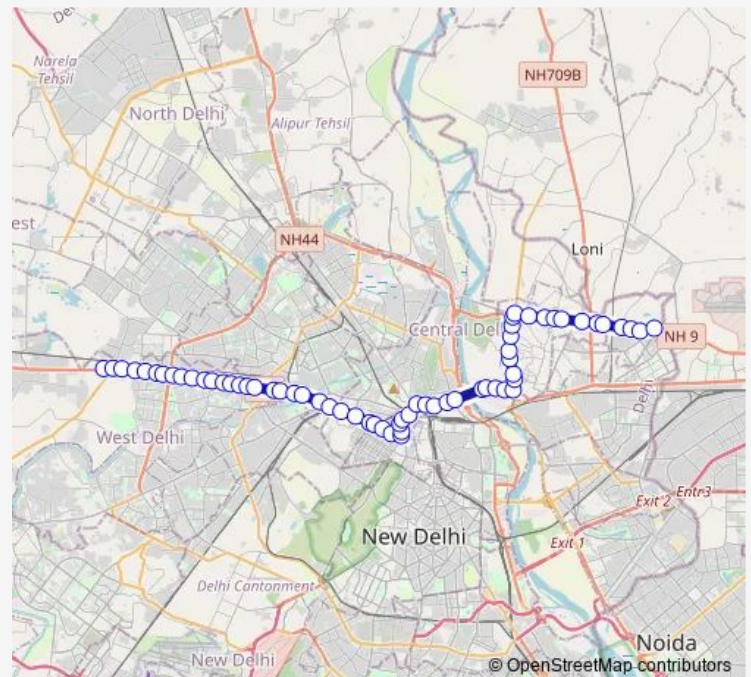 Narela
Tehsil
North Delhi
Alipur Tehsil
NH709B
est
NH44
Loni
Central Del
NH 9
Delhi
West Delhi
New Delhi
Exit 2
Entr3
Exit 1
Delhi Cantonment
New Delhi
Noida
© OpenStreetMap contributors